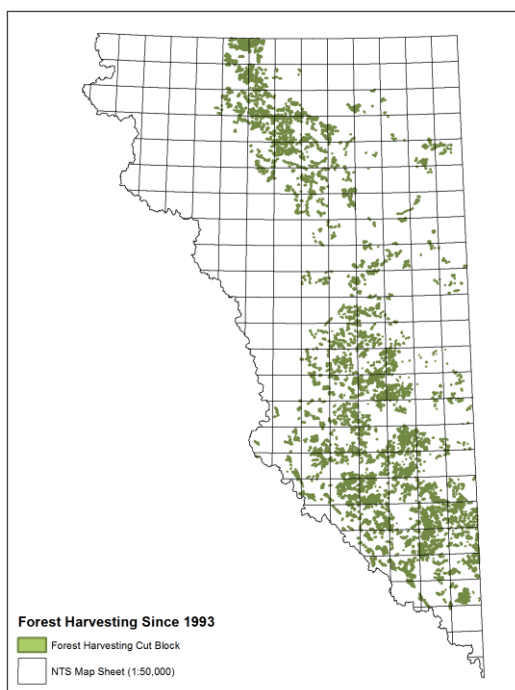 Forest Harvesting Since 1993
Forest Harvesting Cut Block
NTS Map Sheet (1:50,000)